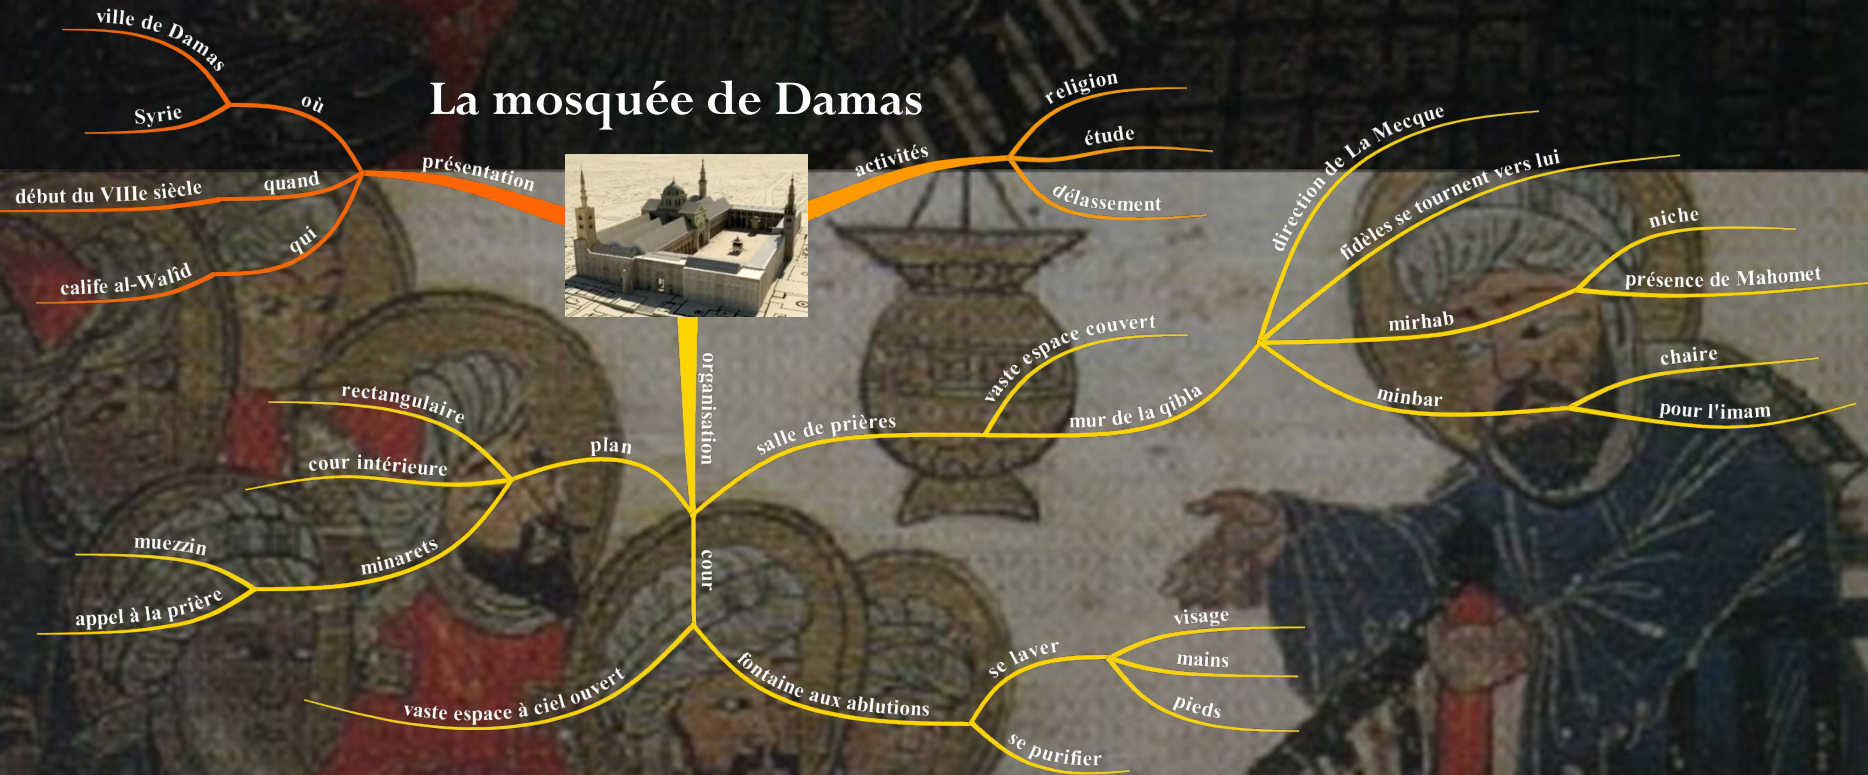 La mosquée de Damas
présentation
où
ville de Damas
Syrie
quand
début du VIIIe siècle
qui
calife al-Walîd
activités
religion
étude
délassement
organisation
plan
rectangulaire
cour intérieure
minarets
muezzin
appel à la prière
cour
vaste espace à ciel ouvert
fontaine aux ablutions
se laver
visage
mains
pieds
se purifier
salle de prières
vaste espace couvert
mur de la qibla
direction de La Mecque
fidèles se tournent vers lui
mirhab
niche
présence de Mahomet
minbar
chaire
pour l'imam